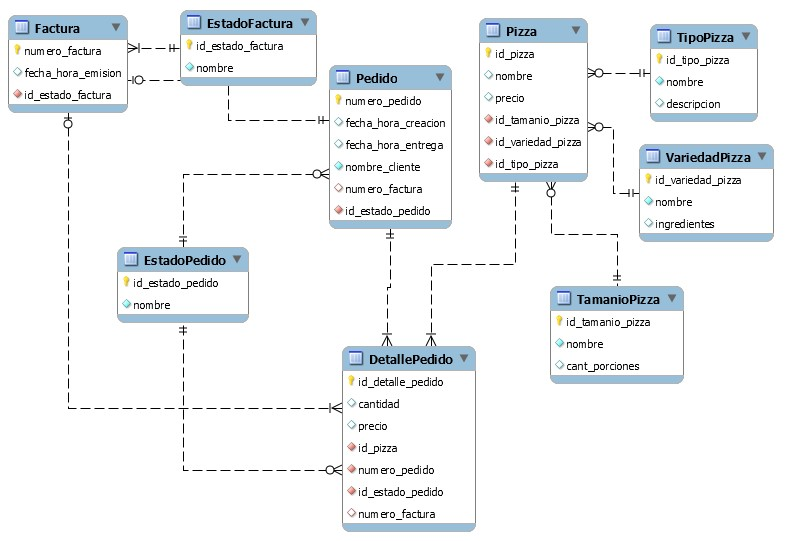 Factura
numero_factura
fecha_hora_emision
id_estado_factura
EstadoFactura
id_estado_factura
nombre
Pedido
numero_pedido
fecha_hora_creacion
fecha_hora_entrega
nombre_cliente
numero_factura
id_estado_pedido
Pizza
id_pizza
nombre
precio
id_tamanio_pizza
id_variedad_pizza
id_tipo_pizza
TipoPizza
id_tipo_pizza
nombre
descripcion
VariedadPizza
id_variedad_pizza
nombre
ingredientes
EstadoPedido
id_estado_pedido
nombre
TamanioPizza
id_tamanio_pizza
nombre
cant_porciones
DetallePedido
id_detalle_pedido
cantidad
precio
id_pizza
numero_pedido
id_estado_pedido
numero_factura